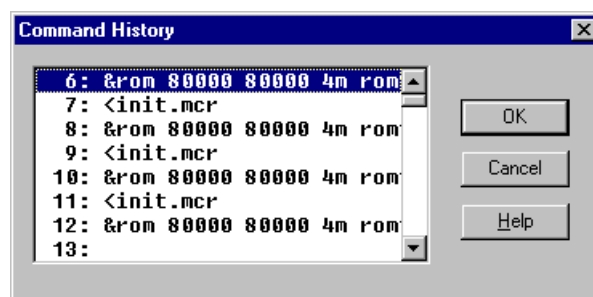 Command History
6: &rom 80000 80000 4m rom
7: <init.mcr
8: &rom 80000 80000 4m rom
9: <init.mcr
10: &rom 80000 80000 4m rom
11: <init.mcr
12: &rom 80000 80000 4m rom
13:
OK
Cancel
Help